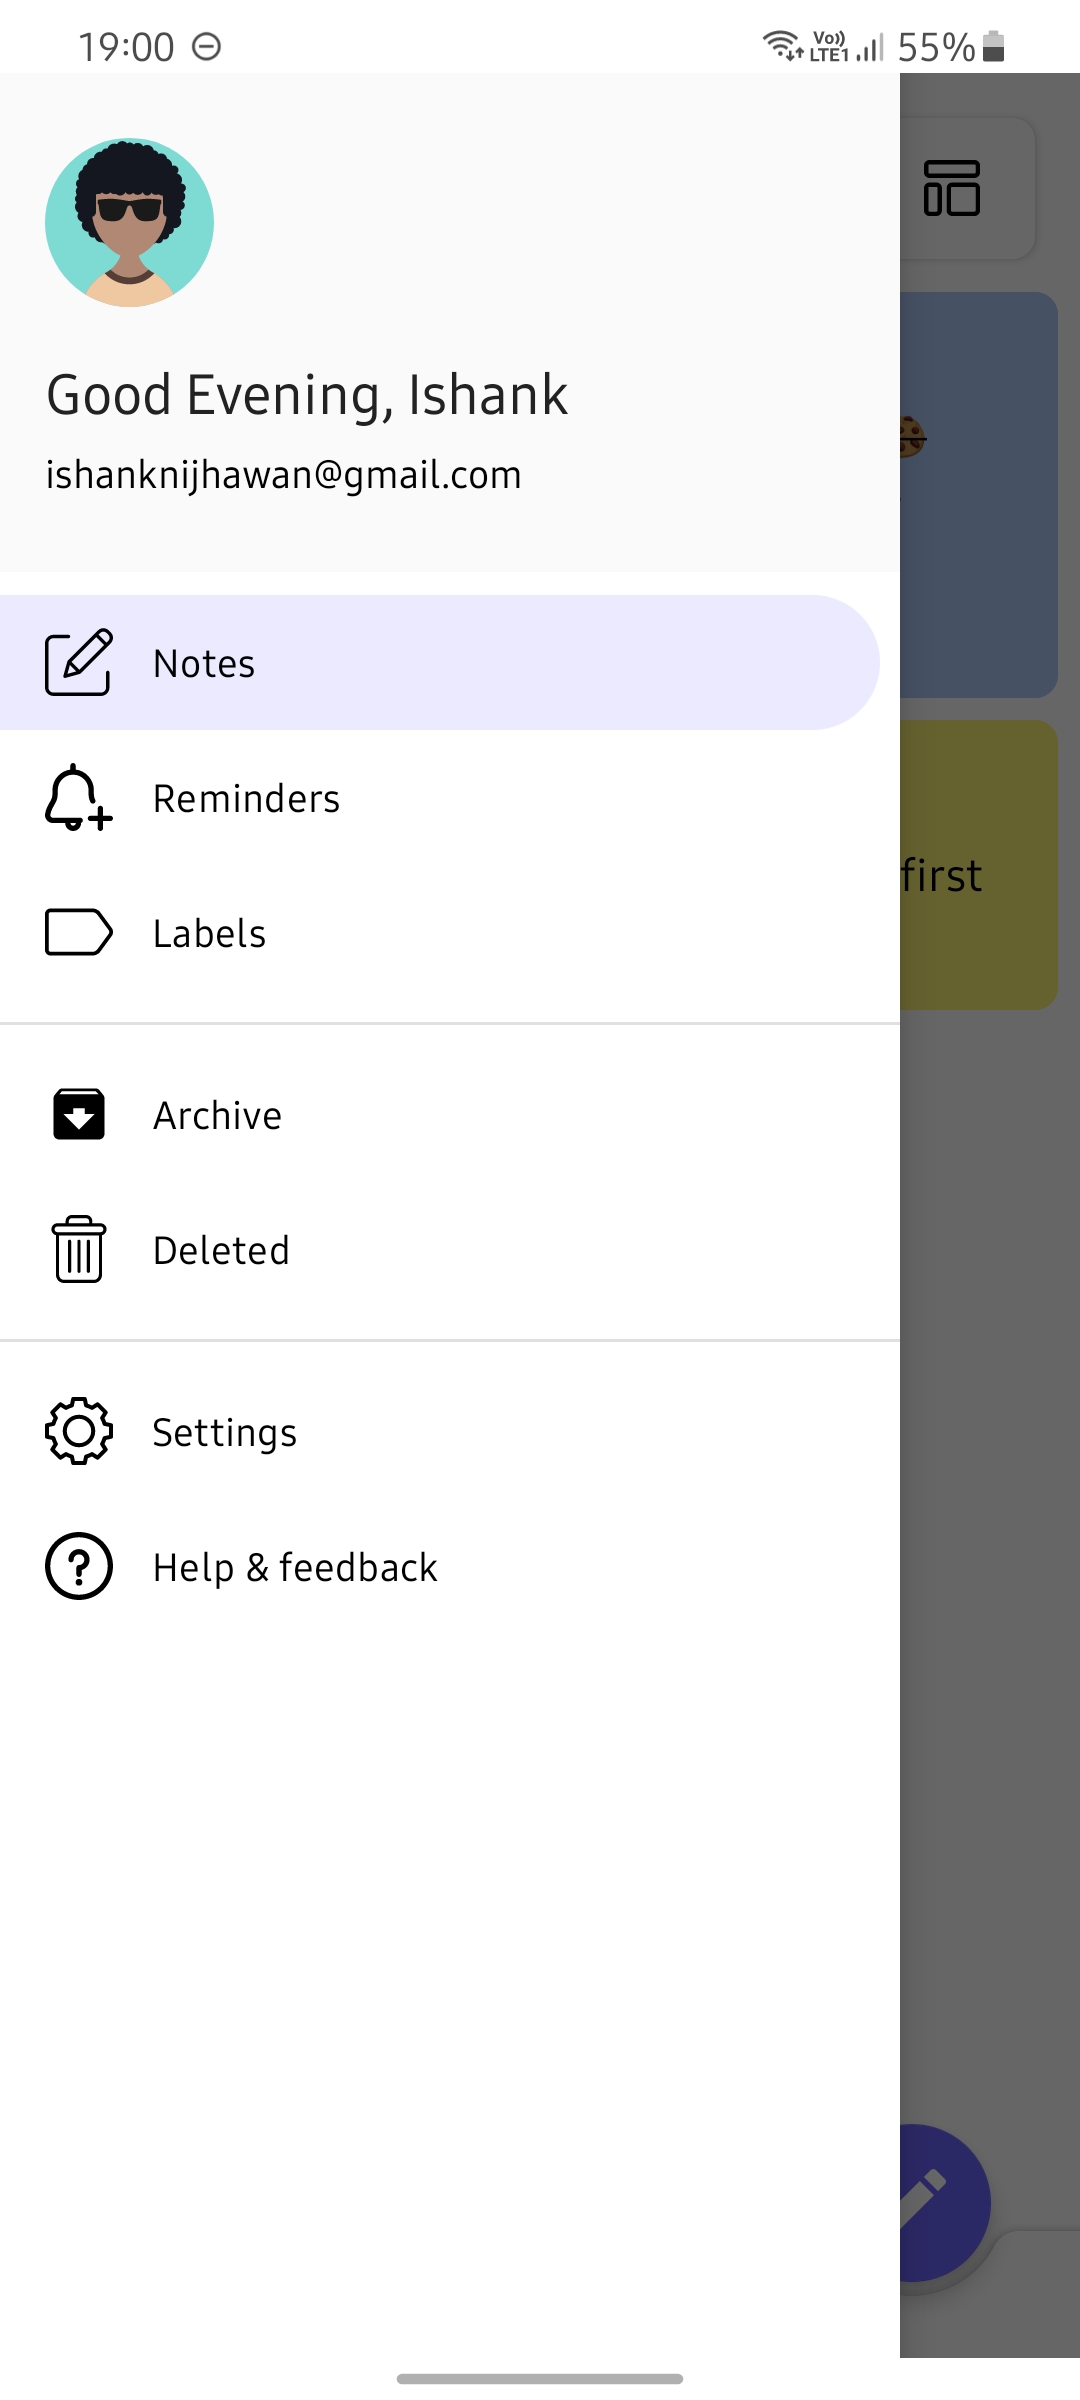 19:00
Vo)) LTE1 55%
Good Evening, Ishank
ishanknijhawan@gmail.com
Notes
Reminders
first
Labels
Archive
Deleted
Settings
Help & feedback